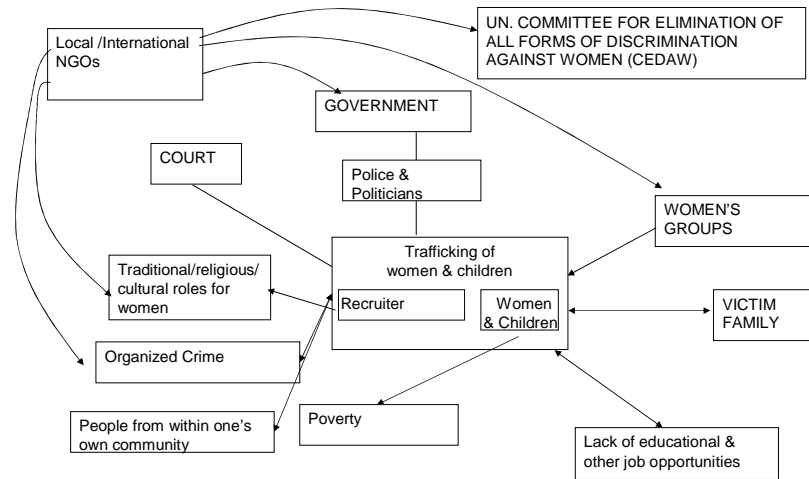 Local /International
NGOs
UN. COMMITTEE FOR ELIMINATION OF
ALL FORMS OF DISCRIMINATION
AGAINST WOMEN (CEDAW)
GOVERNMENT
COURT
Police &
Politicians
WOMEN'S
GROUPS
Trafficking of
women & children
Traditional/religious/
cultural roles for
women
Recruiter
Women
& Children
VICTIM
FAMILY
Organized Crime
People from within one's
own community
Poverty
Lack of educational &
other job opportunities